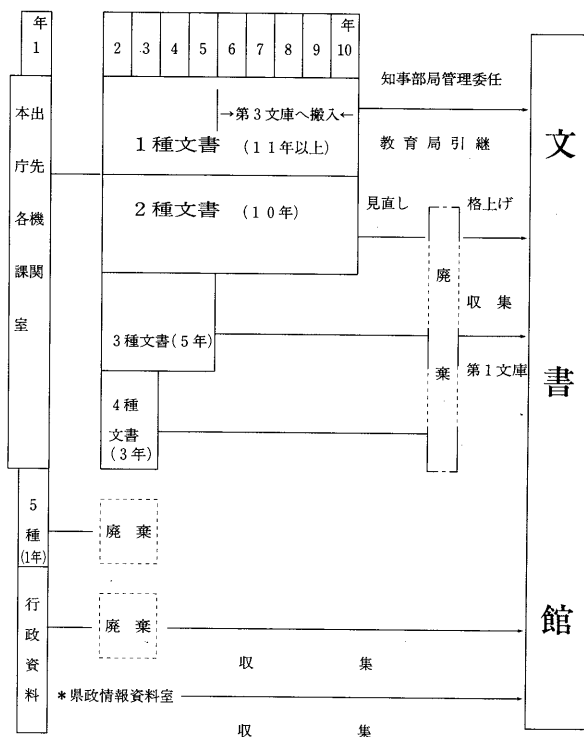 年
1 2 3 4 5 6 7 8 9 10 年
本庁各課室
出先機関
→第3文庫へ搬入←
1種文書 (11年以上)
2種文書 (10年)
3種文書(5年)
4種
文書
(3年)
知事部局管理委任
教育局引継
見直し 格上げ
廃棄
収集
第1文庫
5種
(1年)
廃棄
行政資料
廃棄
収集
*県政情報資料室
収集
文書館